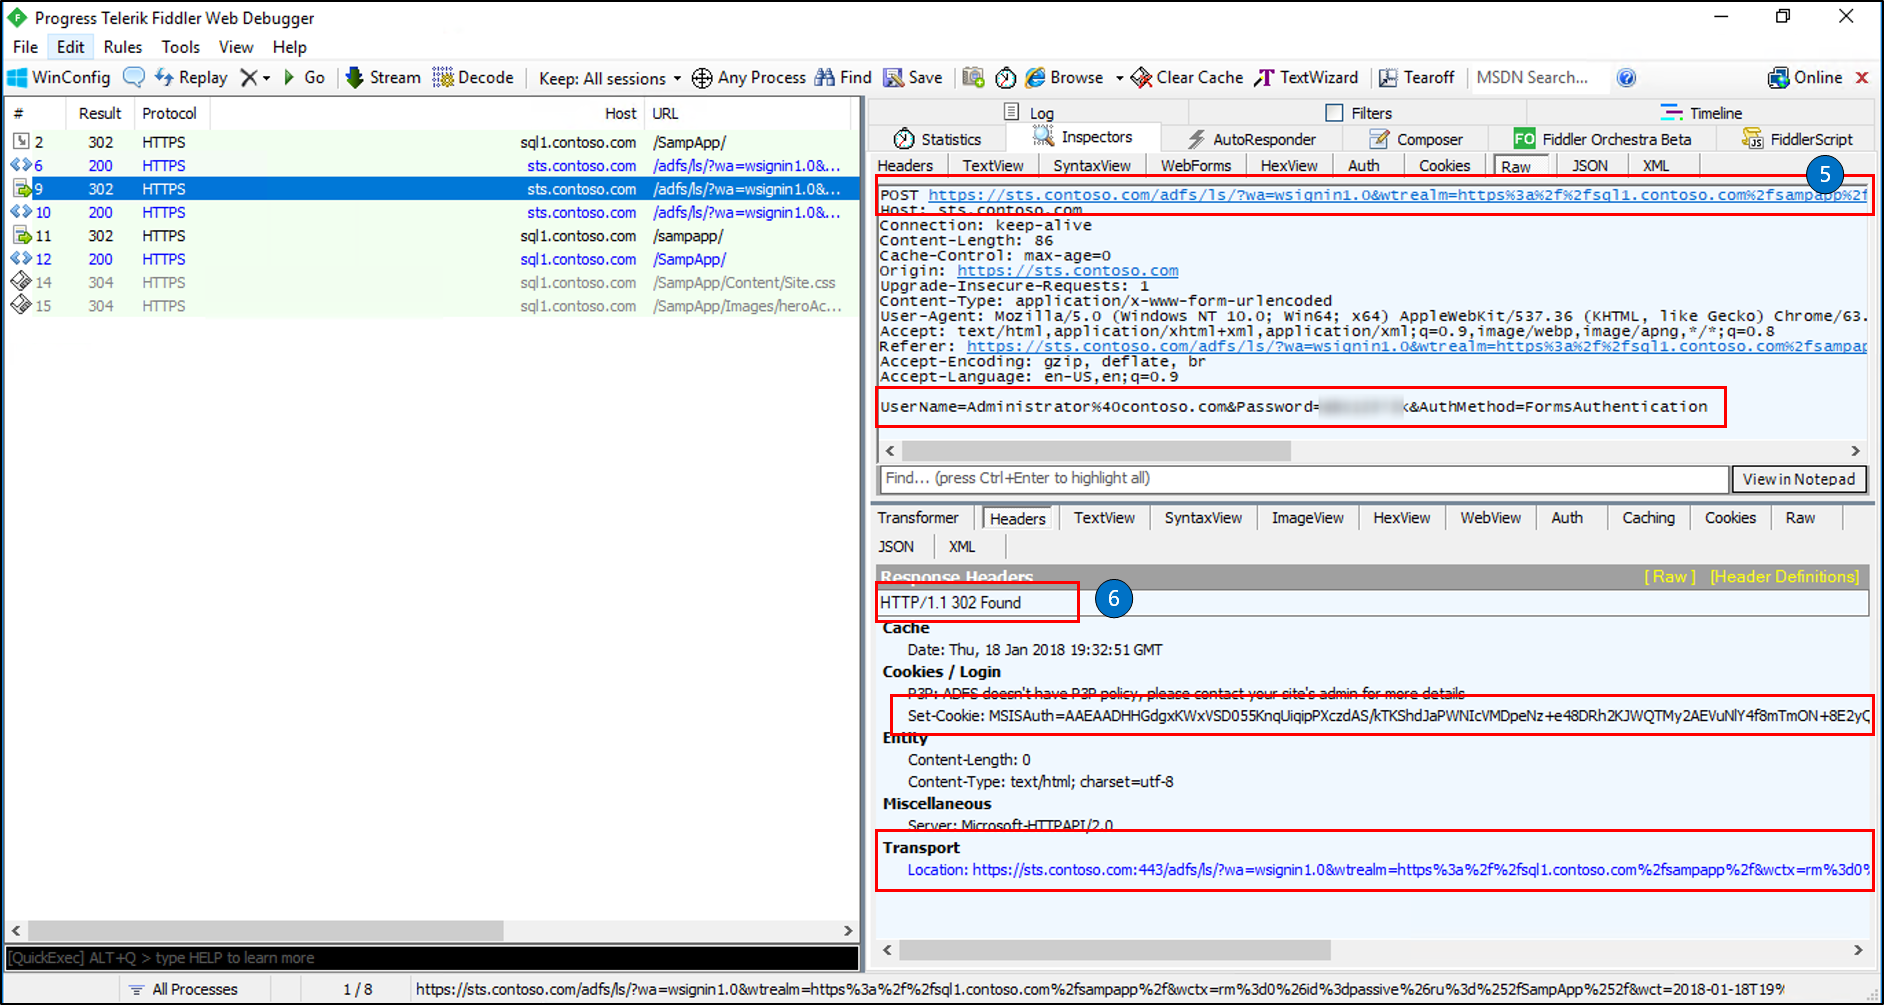 Progress Telerik Fiddler Web Debugger
File Edit Rules Tools View Help
WinConfig Replay Go Stream Decode Keep: All sessions Any Process Find Save Browse Clear Cache TextWizard Tearoff MSDN Search... Online
# Result Protocol Host URL
2 302 HTTPS sql1.contoso.com /SampApp/
6 200 HTTPS sts.contoso.com /adfs/ls/?wa=wsignin1.0&...
9 302 HTTPS sts.contoso.com /adfs/ls/?wa=wsignin1.0&...
10 200 HTTPS sts.contoso.com /adfs/ls/?wa=wsignin1.0&...
11 302 HTTPS sql1.contoso.com /sampapp/
12 200 HTTPS sql1.contoso.com /SampApp/
14 304 HTTPS sql1.contoso.com /SampApp/Content/Site.css
15 304 HTTPS sql1.contoso.com /SampApp/Images/heroAc...
[QuickExec] ALT+Q > type HELP to learn more
Log Filters Timeline
Statistics Inspectors AutoResponder Composer FO Fiddler Orchestra Beta JS FiddlerScript
Headers TextView SyntaxView WebForms HexView Auth Cookies Raw JSON XML
5
POST https://sts.contoso.com/adfs/ls/?wa=wsignin1.0&wtrealm=https%3a%2f%2fsql1.contoso.com%2fsampapp%2f
Host: sts.contoso.com
Connection: keep-alive
Content-Length: 86
Cache-Control: max-age=0
Origin: https://sts.contoso.com
Upgrade-Insecure-Requests: 1
Content-Type: application/x-www-form-urlencoded
User-Agent: Mozilla/5.0 (Windows NT 10.0; Win64; x64) AppleWebKit/537.36 (KHTML, like Gecko) Chrome/63.
Accept: text/html,application/xhtml+xml,application/xml;q=0.9,image/webp,image/apng,*/*;q=0.8
Referer: https://sts.contoso.com/adfs/ls/?wa=wsignin1.0&wtrealm=https%3a%2f%2fsql1.contoso.com%2fsampap
Accept-Encoding: gzip, deflate, br
Accept-Language: en-US,en;q=0.9
UserName=Administrator%40contoso.com&Password= k&AuthMethod=FormsAuthentication
Find... (press Ctrl+Enter to highlight all) View in Notepad
Transformer Headers TextView SyntaxView ImageView HexView WebView Auth Caching Cookies Raw
JSON XML
Response Headers [ Raw ] [Header Definitions]
HTTP/1.1 302 Found
6
Cache
Date: Thu, 18 Jan 2018 19:32:51 GMT
Cookies / Login
P3P: ADFS doesn't have P3P policy, please contact your site's admin for more details
Set-Cookie: MSISAuth=AAEAADHHGdgxKWxVSD055KnqUiqipPXczdAS/kTKShdJaPWNIcVMDpeNz+e48DRh2KJWQTMy2AEVuNlY4f8mTmON+8E2yQ
Entity
Content-Length: 0
Content-Type: text/html; charset=utf-8
Miscellaneous
Server: Microsoft-HTTPAPI/2.0
Transport
Location: https://sts.contoso.com:443/adfs/ls/?wa=wsignin1.0&wtrealm=https%3a%2f%2fsql1.contoso.com%2fsampapp%2f&wctx=rm%3d0%
All Processes 1 / 8 https://sts.contoso.com/adfs/ls/?wa=wsignin1.0&wtrealm=https%3a%2f%2fsql1.contoso.com%2fsampapp%2f&wctx=rm%3d0%26id%3dpassive%26ru%3d%252fSampApp%252f&wct=2018-01-18T19%